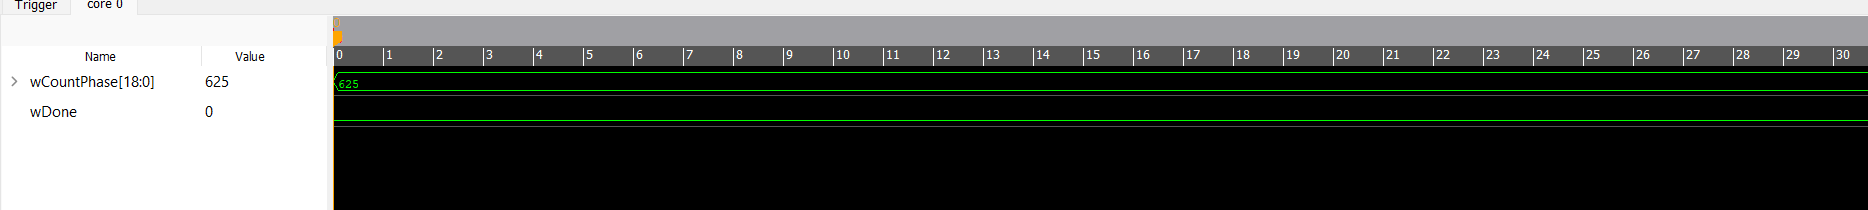 Trigger core 0
0
Name Value 0 1 2 3 4 5 6 7 8 9 10 11 12 13 14 15 16 17 18 19 20 21 22 23 24 25 26 27 28 29 30
wCountPhase[18:0] 625 625
wDone 0